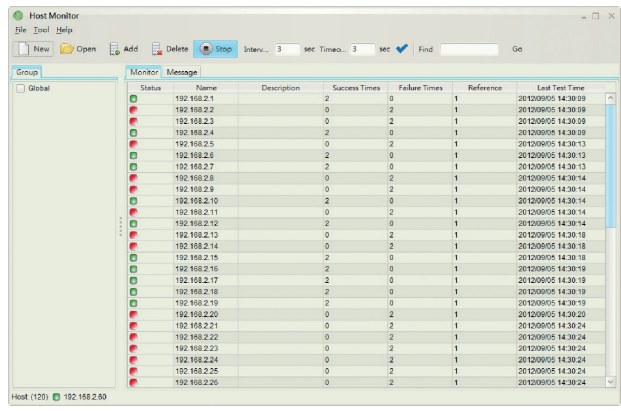 Host Monitor
File Tool Help
New Open Add Delete Stop Interv... 3 sec Timeo... 3 sec Find Go
Group Monitor Message
Global
Status Name Description Success Times Failure Times Reference Last Test Time
192.168.2.1 2 0 1 2012/09/05 14:30:09
192.168.2.2 0 2 1 2012/09/05 14:30:09
192.168.2.3 0 2 1 2012/09/05 14:30:09
192.168.2.4 2 0 1 2012/09/05 14:30:09
192.168.2.5 0 2 1 2012/09/05 14:30:13
192.168.2.6 2 0 1 2012/09/05 14:30:13
192.168.2.7 2 0 1 2012/09/05 14:30:13
192.168.2.8 0 2 1 2012/09/05 14:30:14
192.168.2.9 0 2 1 2012/09/05 14:30:14
192.168.2.10 2 0 1 2012/09/05 14:30:14
192.168.2.11 0 2 1 2012/09/05 14:30:14
192.168.2.12 2 0 1 2012/09/05 14:30:14
192.168.2.13 0 2 1 2012/09/05 14:30:18
192.168.2.14 0 2 1 2012/09/05 14:30:18
192.168.2.15 2 0 1 2012/09/05 14:30:18
192.168.2.16 2 0 1 2012/09/05 14:30:19
192.168.2.17 2 0 1 2012/09/05 14:30:19
192.168.2.18 2 0 1 2012/09/05 14:30:19
192.168.2.19 2 0 1 2012/09/05 14:30:19
192.168.2.20 0 2 1 2012/09/05 14:30:20
192.168.2.21 0 2 1 2012/09/05 14:30:24
192.168.2.22 0 2 1 2012/09/05 14:30:24
192.168.2.23 0 2 1 2012/09/05 14:30:24
192.168.2.24 0 2 1 2012/09/05 14:30:24
192.168.2.25 0 2 1 2012/09/05 14:30:24
192.168.2.26 0 2 1 2012/09/05 14:30:24
Host: (120) 192.168.2.60